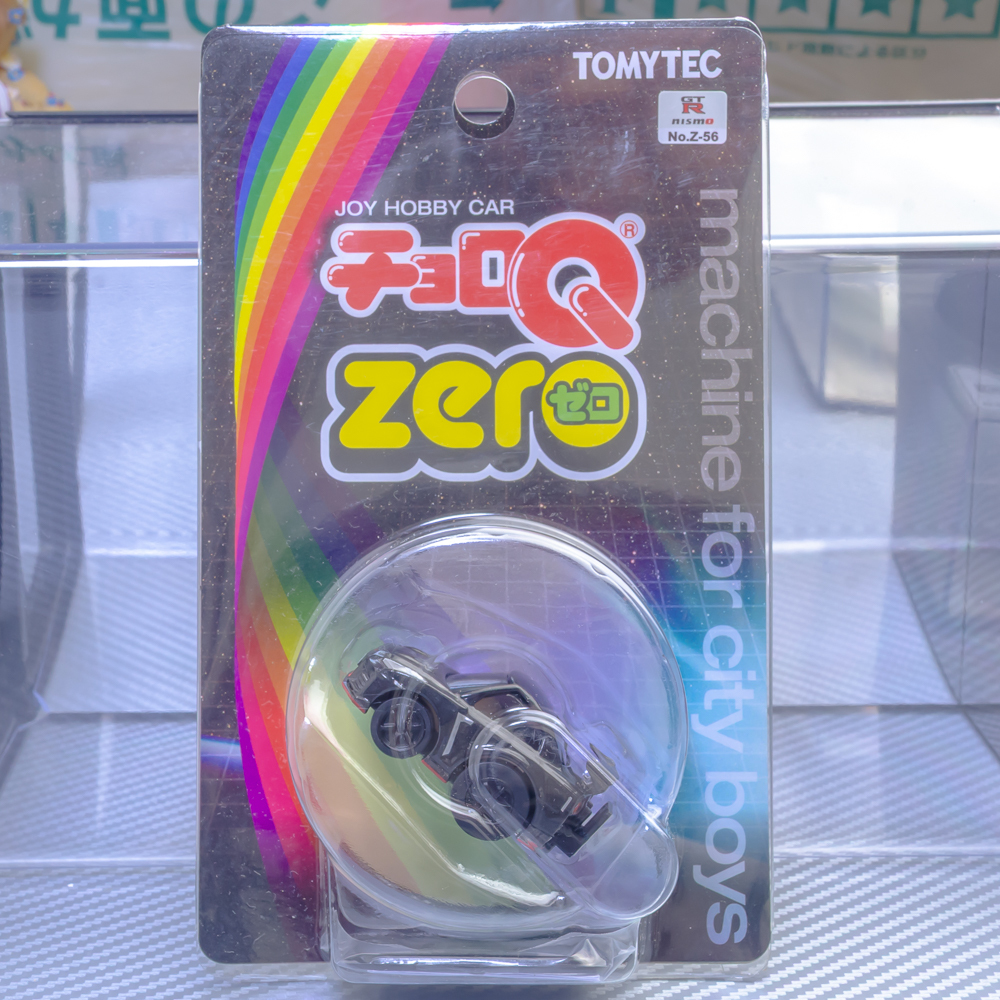 TOMYTEC
GT
R
nismo
No.Z-56
JOY HOBBY CAR
チョロQ®
zero
ゼロ
machine for city boys